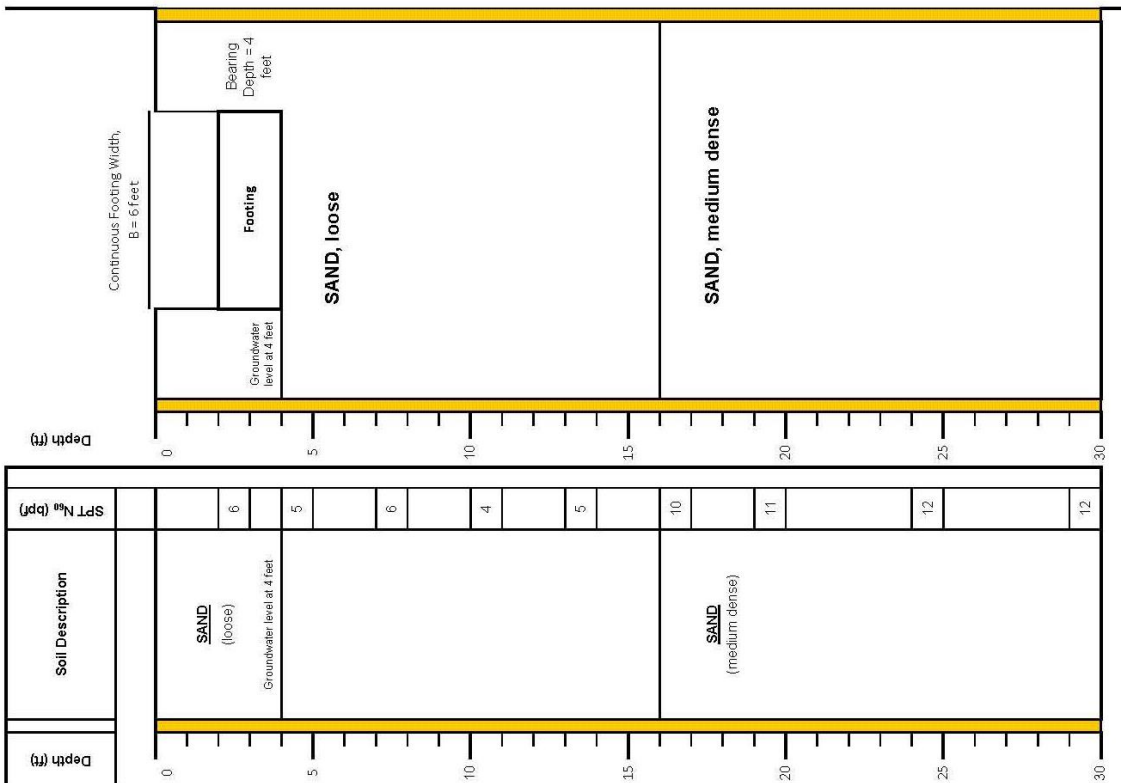 Depth (ft)
Soil Description
SPT N₆₀ (bpf)
0
5
10
15
20
25
30
SAND
(loose)
Groundwater level at 4 feet
SAND
(medium dense)
6
5
6
4
5
10
11
12
12
Depth (ft)
0
5
10
15
20
25
30
Continuous Footing Width,
B = 6 feet
Bearing
Depth = 4
feet
Footing
Groundwater
level at 4 feet
SAND, loose
SAND, medium dense